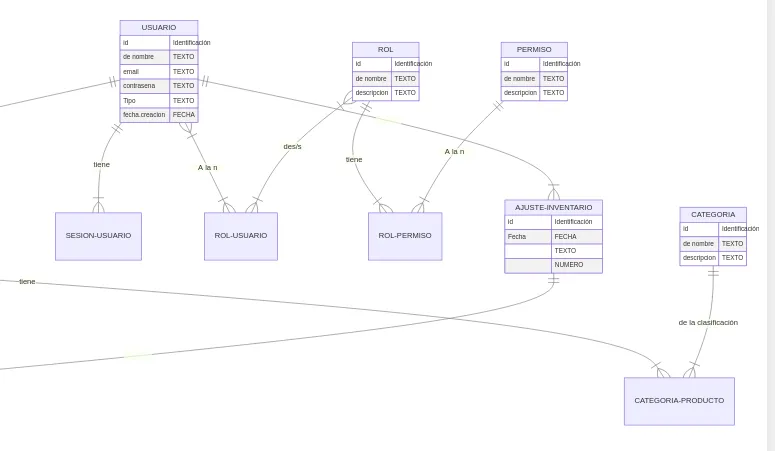 USUARIO
id Identificación
de nombre TEXTO
email TEXTO
contrasena TEXTO
Tipo TEXTO
fecha.creacion FECHA
ROL
id Identificación
de nombre TEXTO
descripcion TEXTO
PERMISO
id Identificación
de nombre TEXTO
descripcion TEXTO
tiene
A la n
des/s
tiene
A la n
SESION-USUARIO
ROL-USUARIO
ROL-PERMISO
AJUSTE-INVENTARIO
id Identificación
Fecha FECHA
TEXTO
NUMERO
CATEGORIA
id Identificación
de nombre TEXTO
descripcion TEXTO
tiene
de la clasificación
CATEGORIA-PRODUCTO